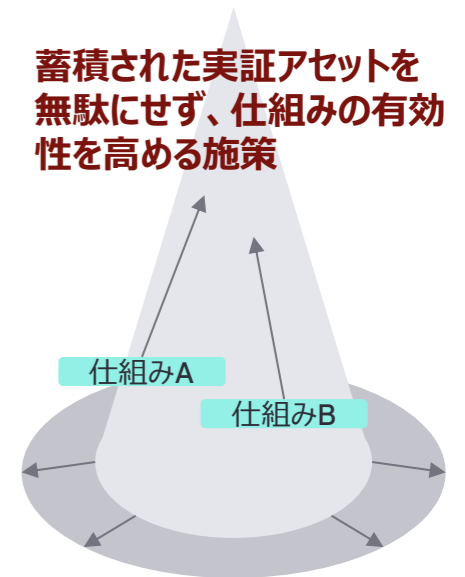 蓄積された実証アセットを
無駄にせず、仕組みの有効
性を高める施策
仕組みA
仕組みB